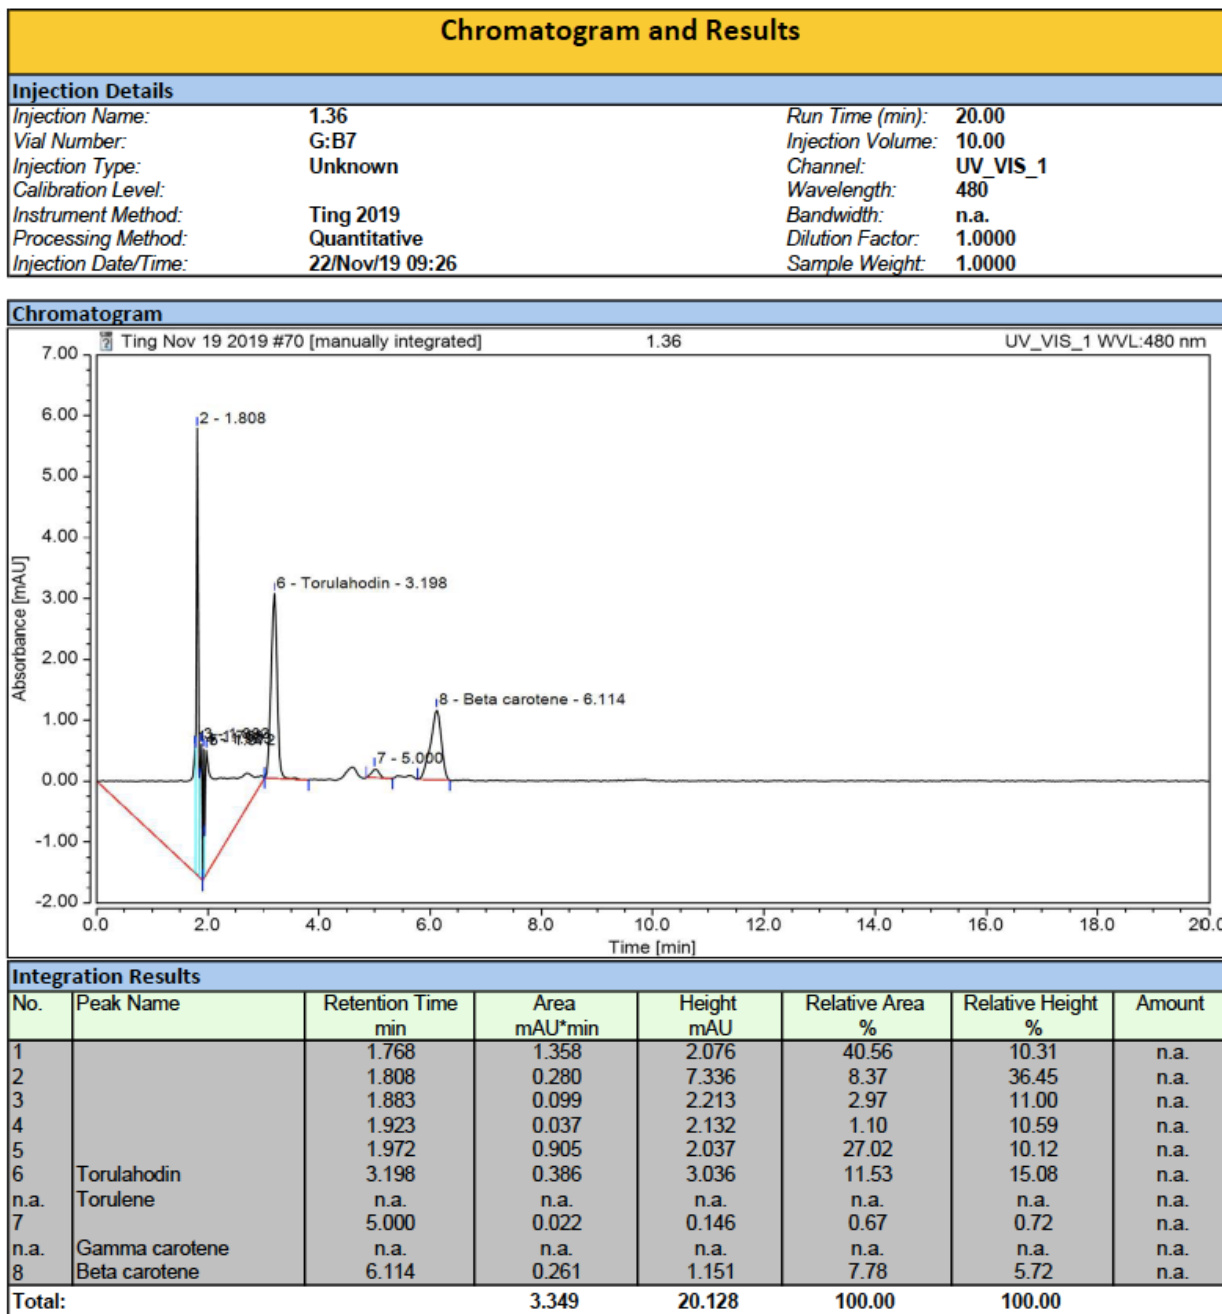 Chromatogram and Results
Injection Details
Injection Name: 1.36 Run Time (min): 20.00
Vial Number: G:B7 Injection Volume: 10.00
Injection Type: Unknown Channel: UV_VIS_1
Calibration Level: Wavelength: 480
Instrument Method: Ting 2019 Bandwidth: n.a.
Processing Method: Quantitative Dilution Factor: 1.0000
Injection Date/Time: 22/Nov/19 09:26 Sample Weight: 1.0000
Chromatogram
Ting Nov 19 2019 #70 [manually integrated] 1.36 UV_VIS_1 WVL:480 nm
7.00
6.00
5.00
4.00
3.00
2.00
1.00
0.00
-1.00
-2.00
Absorbance [mAU]
2 - 1.808
6 - Torulahodin - 3.198
8 - Beta carotene - 6.114
7 - 5.000
0.0 2.0 4.0 6.0 8.0 10.0 12.0 14.0 16.0 18.0 20.0
Time [min]
Integration Results
No. Peak Name Retention Time Area Height Relative Area Relative Height Amount
min mAU*min mAU % %
1 1.768 1.358 2.076 40.56 10.31 n.a.
2 1.808 0.280 7.336 8.37 36.45 n.a.
3 1.883 0.099 2.213 2.97 11.00 n.a.
4 1.923 0.037 2.132 1.10 10.59 n.a.
5 1.972 0.905 2.037 27.02 10.12 n.a.
6 Torulahodin 3.198 0.386 3.036 11.53 15.08 n.a.
n.a. Torulene n.a. n.a. n.a. n.a. n.a. n.a.
7 5.000 0.022 0.146 0.67 0.72 n.a.
n.a. Gamma carotene n.a. n.a. n.a. n.a. n.a. n.a.
8 Beta carotene 6.114 0.261 1.151 7.78 5.72 n.a.
Total: 3.349 20.128 100.00 100.00